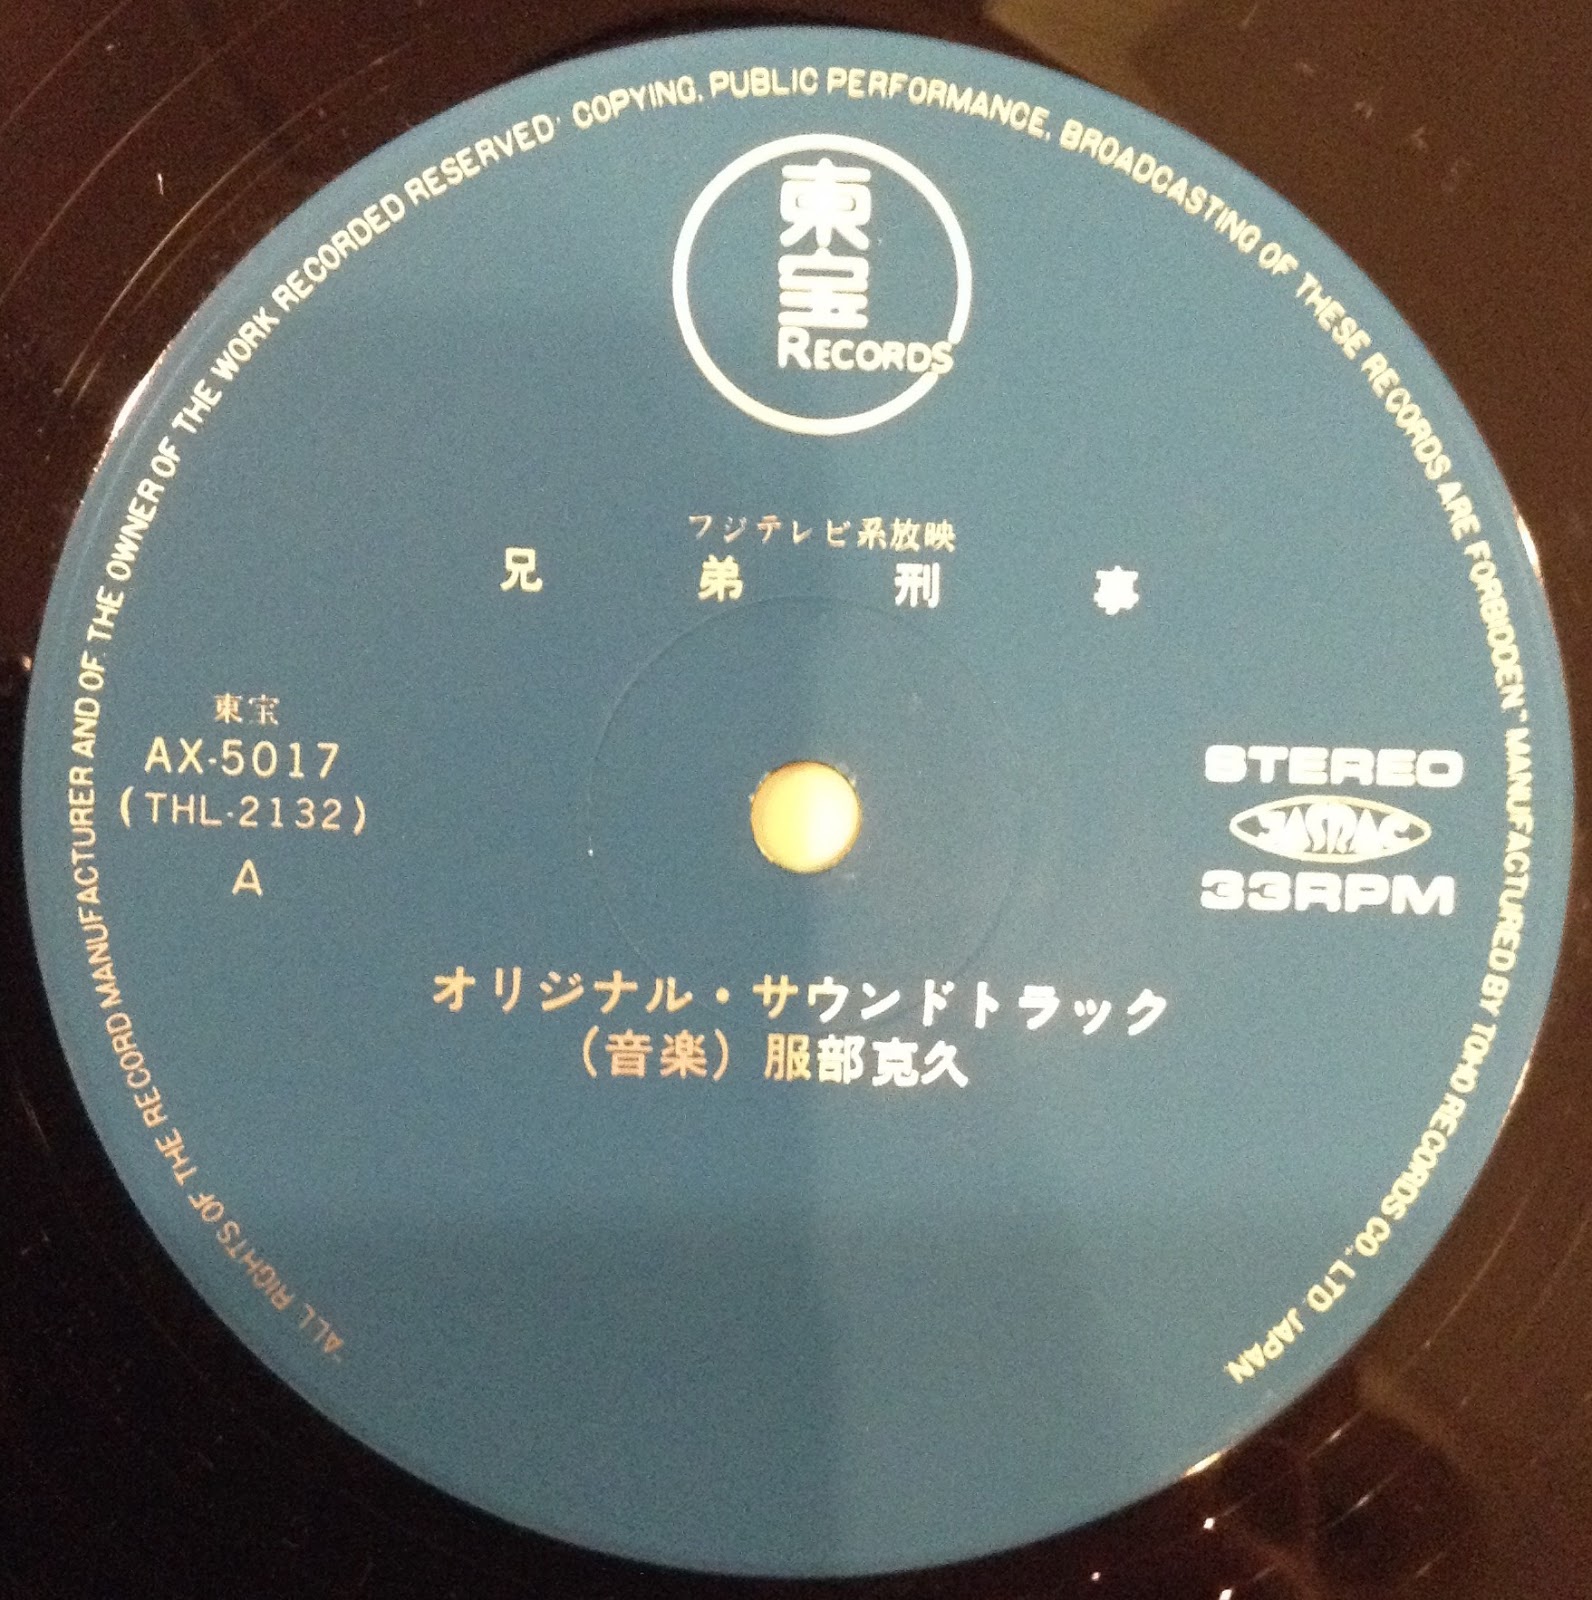 "ALL RIGHTS OF THE RECORD MANUFACTURER AND OF THE OWNER OF THE WORK RECORDED RESERVED· COPYING, PUBLIC PERFORMANCE, BROADCASTING OF THESE RECORDS ARE FORBIDDEN" MANUFACTURED BY TOHO RECORDS CO., LTD. JAPAN.
東宝
RECORDS
フジテレビ系放映
兄弟刑事
東宝
AX-5017
(THL-2132)
A
STEREO
JASRAC
33RPM
オリジナル・サウンドトラック
(音楽)服部克久